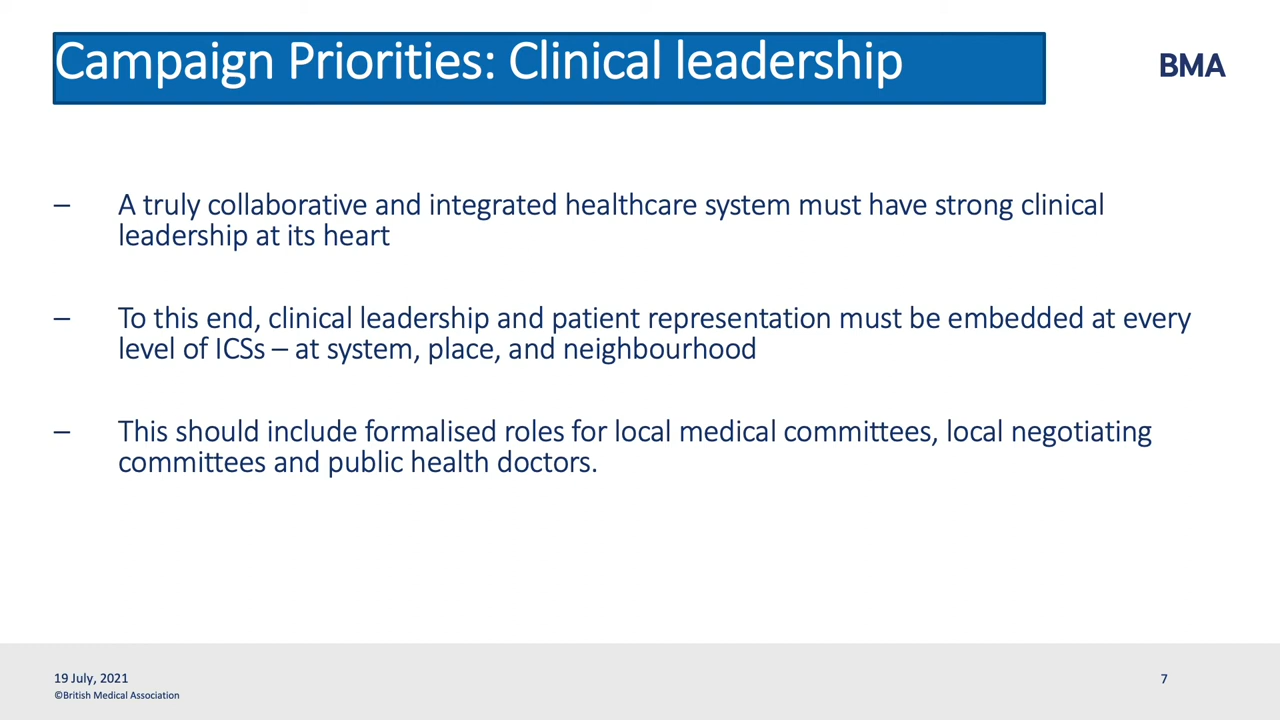 Campaign Priorities: Clinical leadership
BMA
– A truly collaborative and integrated healthcare system must have strong clinical
leadership at its heart
– To this end, clinical leadership and patient representation must be embedded at every
level of ICSs – at system, place, and neighbourhood
– This should include formalised roles for local medical committees, local negotiating
committees and public health doctors.
19 July, 2021
7
©British Medical Association